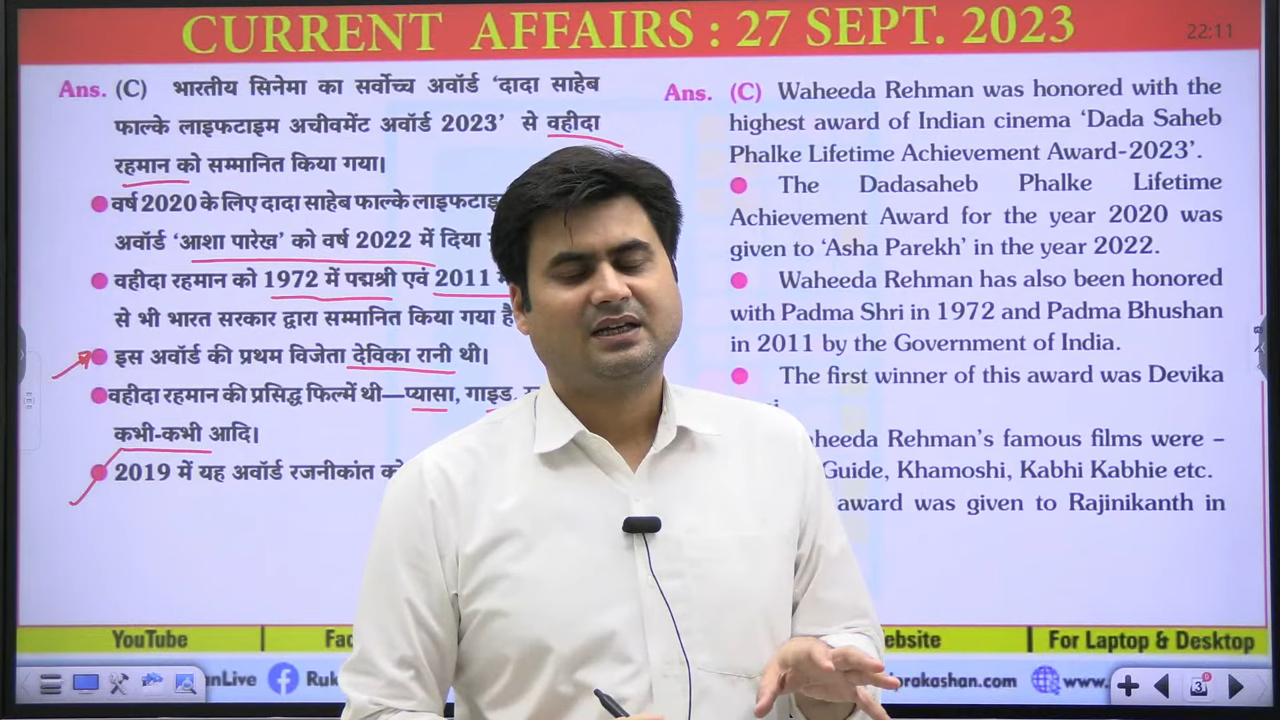 CURRENT AFFAIRS : 27 SEPT. 2023
22:11
Ans. (C) भारतीय सिनेमा का सर्वोच्च अवॉर्ड ‘दादा साहेब
फाल्के लाइफटाइम अचीवमेंट अवॉर्ड 2023’ से वहीदा
रहमान को सम्मानित किया गया।
वर्ष 2020 के लिए दादा साहेब फाल्के
अवॉर्ड ‘आशा पारेख’ को वर्ष 2022 में दिया
वहीदा रहमान को 1972 में पद्मश्री एवं 2011
से भी भारत सरकार द्वारा सम्मानित किया गया है
इस अवॉर्ड की प्रथम विजेता देविका रानी थी।
वहीदा रहमान की प्रसिद्ध फिल्में थी—प्यासा, गाइड,
कभी-कभी आदि।
2019 में यह अवॉर्ड रजनीकांत को
Ans. (C) Waheeda Rehman was honored with the
highest award of Indian cinema ‘Dada Saheb
Phalke Lifetime Achievement Award-2023’.
The Dadasaheb Phalke Lifetime
Achievement Award for the year 2020 was
given to ‘Asha Parekh’ in the year 2022.
Waheeda Rehman has also been honored
with Padma Shri in 1972 and Padma Bhushan
in 2011 by the Government of India.
The first winner of this award was Devika
heeda Rehman’s famous films were –
Guide, Khamoshi, Kabhi Kabhie etc.
award was given to Rajinikanth in
YouTube
ebsite
For Laptop & Desktop
nLive
Ruk
prakashan.com
www.
3